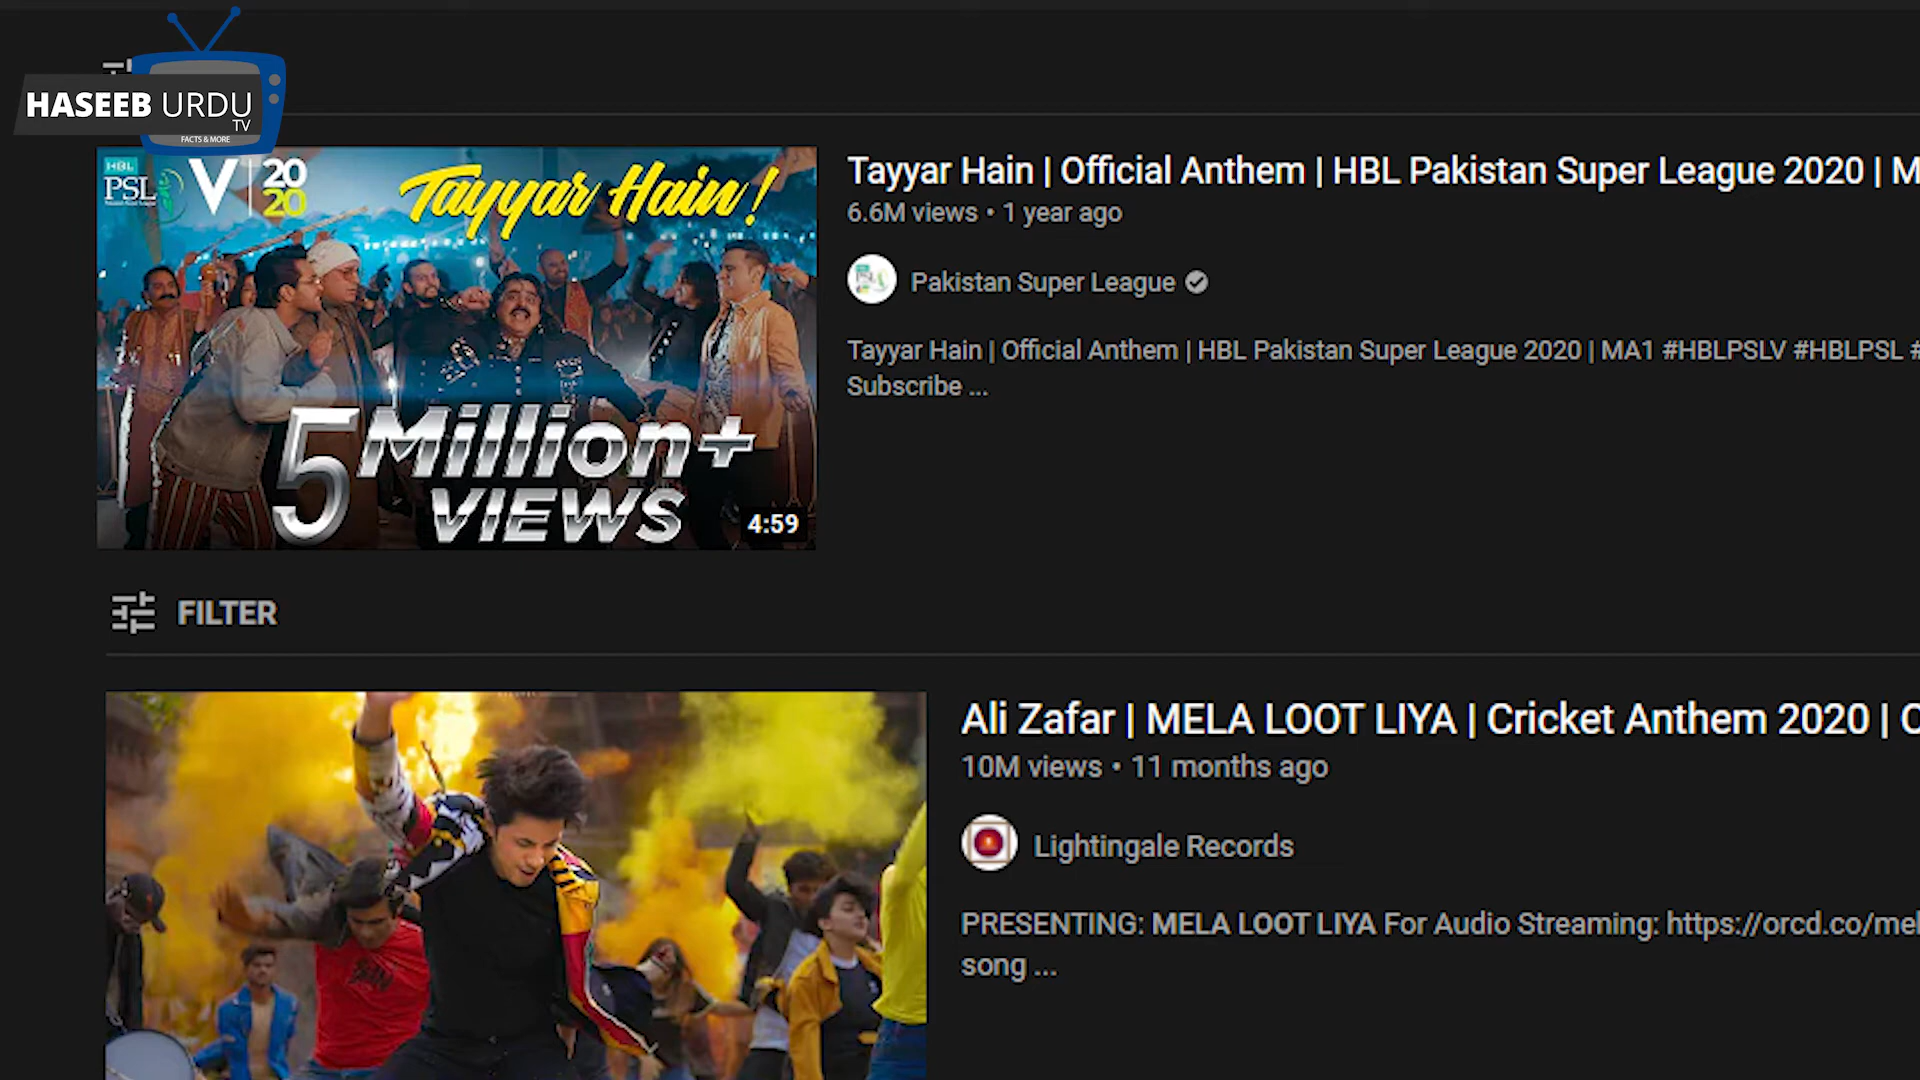 HASEEB URDU
TV
FACTS & MORE
HBL
PSL
V
20
20
Tayyar Hain!
5 Million+
VIEWS
4:59
Tayyar Hain | Official Anthem | HBL Pakistan Super League 2020 | M
6.6M views • 1 year ago
Pakistan Super League
Tayyar Hain | Official Anthem | HBL Pakistan Super League 2020 | MA1 #HBLPSLV #HBLPSL #
Subscribe ...
FILTER
Ali Zafar | MELA LOOT LIYA | Cricket Anthem 2020 |
10M views • 11 months ago
Lightingale Records
PRESENTING: MELA LOOT LIYA For Audio Streaming: https://orcd.co/mel
song ...